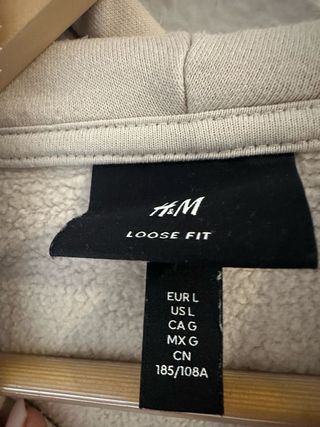 H&M
LOOSE FIT
EUR L
US L
CA G
MX G
CN
185/108A